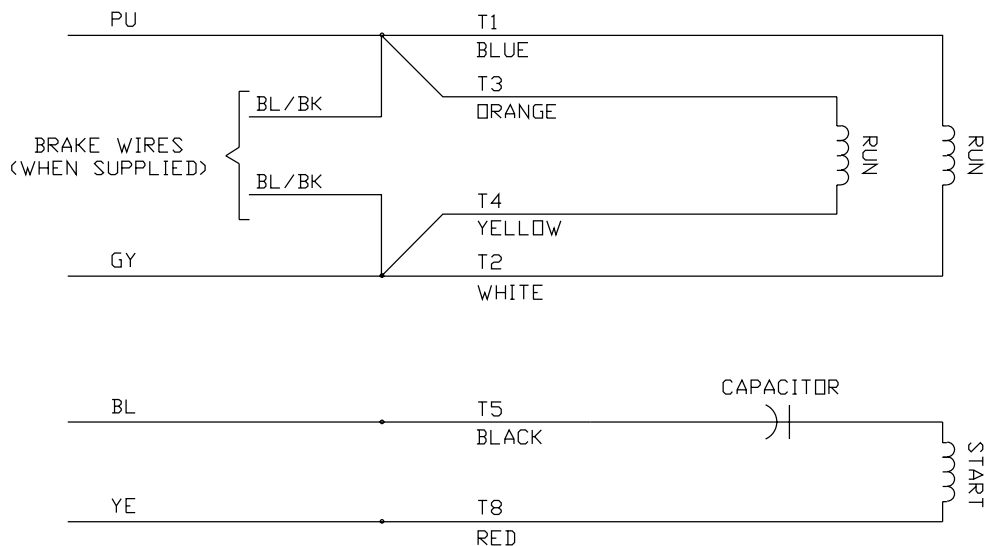 PU
T1
BLUE
T3
ORANGE
BL/BK
BRAKE WIRES
(WHEN SUPPLIED)
BL/BK
RUN
RUN
T4
YELLOW
GY
T2
WHITE
CAPACITOR
BL
T5
BLACK
START
YE
T8
RED